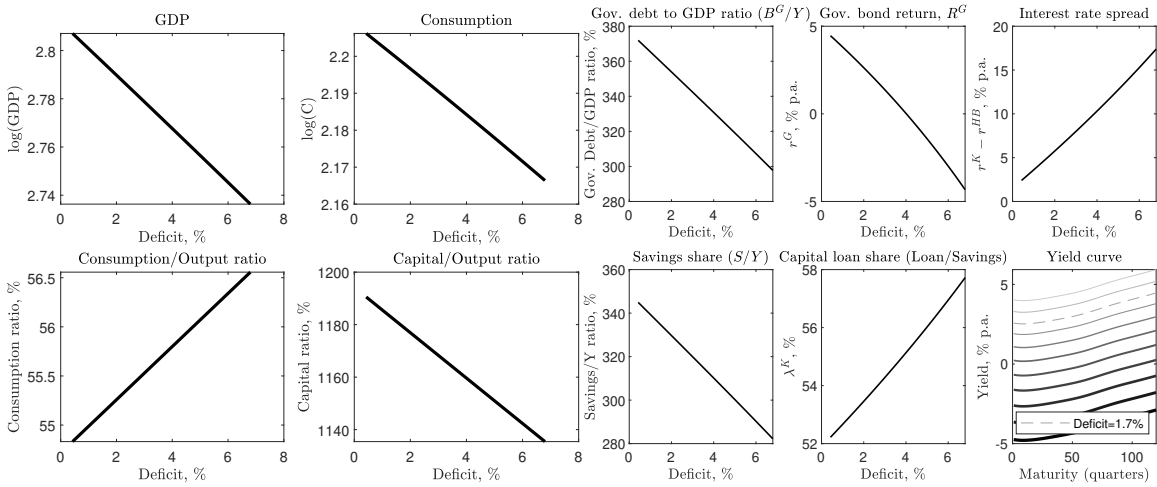 GDP
log(GDP)
2.8
2.78
2.76
2.74
0 2 4 6 8
Deficit, %
Consumption
log(C)
2.2
2.19
2.18
2.17
2.16
0 2 4 6 8
Deficit, %
Gov. debt to GDP ratio (B^G/Y)
Gov. Debt/GDP ratio, %
380
360
340
320
300
280
0 2 4 6
Deficit, %
Gov. bond return, R^G
r^G, % p.a.
5
0
-5
0 2 4 6
Deficit, %
Interest rate spread
r^K − r^{HB}, % p.a.
20
15
10
5
0
0 2 4 6
Deficit, %
Consumption/Output ratio
Consumption ratio, %
56.5
56
55.5
55
0 2 4 6 8
Deficit, %
Capital/Output ratio
Capital ratio, %
1200
1180
1160
1140
0 2 4 6 8
Deficit, %
Savings share (S/Y)
Savings/Y ratio, %
360
340
320
300
280
0 2 4 6
Deficit, %
Capital loan share (Loan/Savings)
λ^K, %
58
56
54
52
0 2 4 6
Deficit, %
Yield curve
Yield, % p.a.
5
0
-5
0 50 100
Maturity (quarters)
Deficit=1.7%